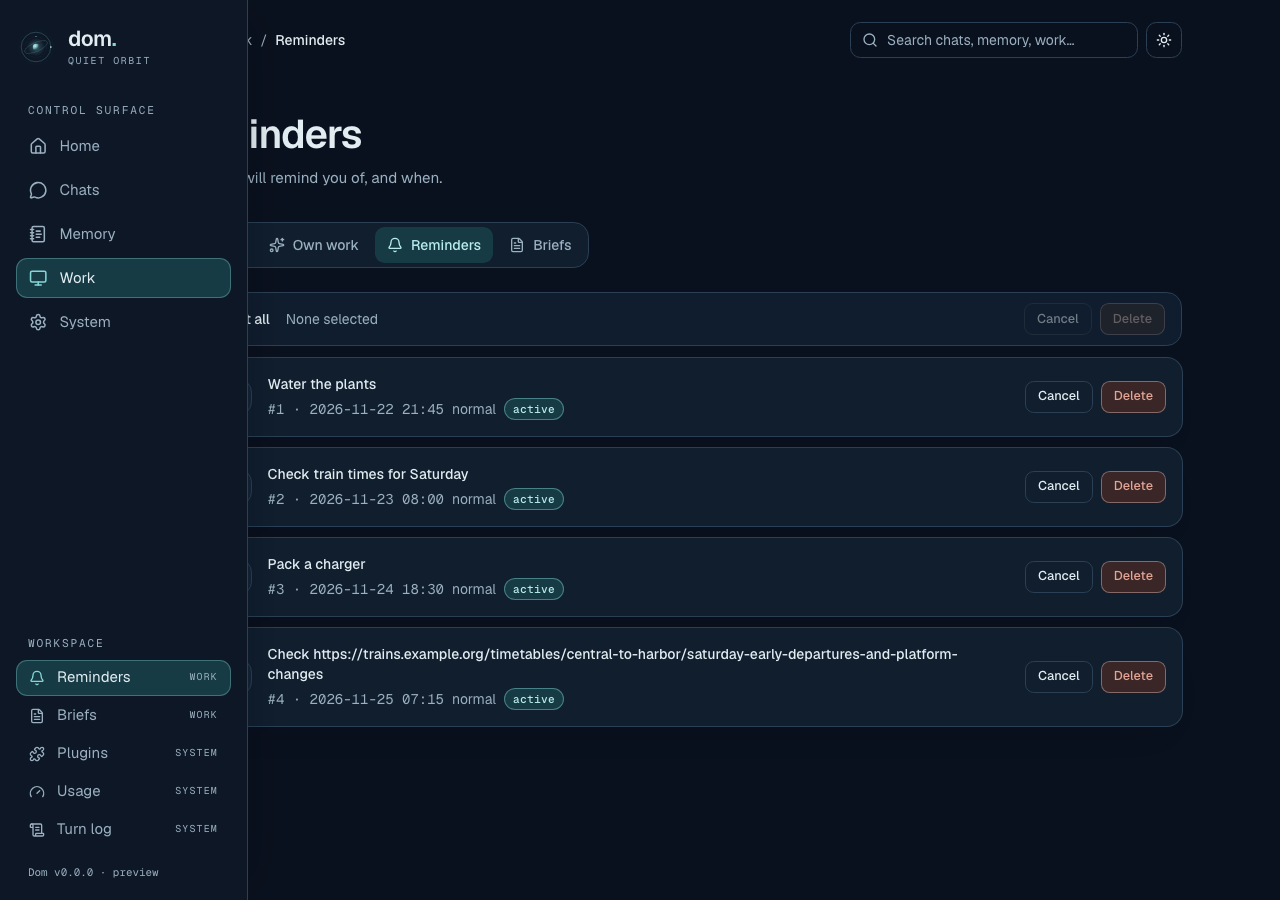 dom.
QUIET ORBIT
CONTROL SURFACE
Home
Chats
Memory
Work
System
WORKSPACE
Reminders WORK
Briefs WORK
Plugins SYSTEM
Usage SYSTEM
Turn log SYSTEM
Dom v0.0.0 · preview
/ Reminders
Search chats, memory, work…
inders
will remind you of, and when.
Own work
Reminders
Briefs
t all
None selected
Cancel
Delete
Water the plants
#1 · 2026-11-22 21:45 normal active
Cancel
Delete
Check train times for Saturday
#2 · 2026-11-23 08:00 normal active
Cancel
Delete
Pack a charger
#3 · 2026-11-24 18:30 normal active
Cancel
Delete
Check https://trains.example.org/timetables/central-to-harbor/saturday-early-departures-and-platform-
changes
#4 · 2026-11-25 07:15 normal active
Cancel
Delete